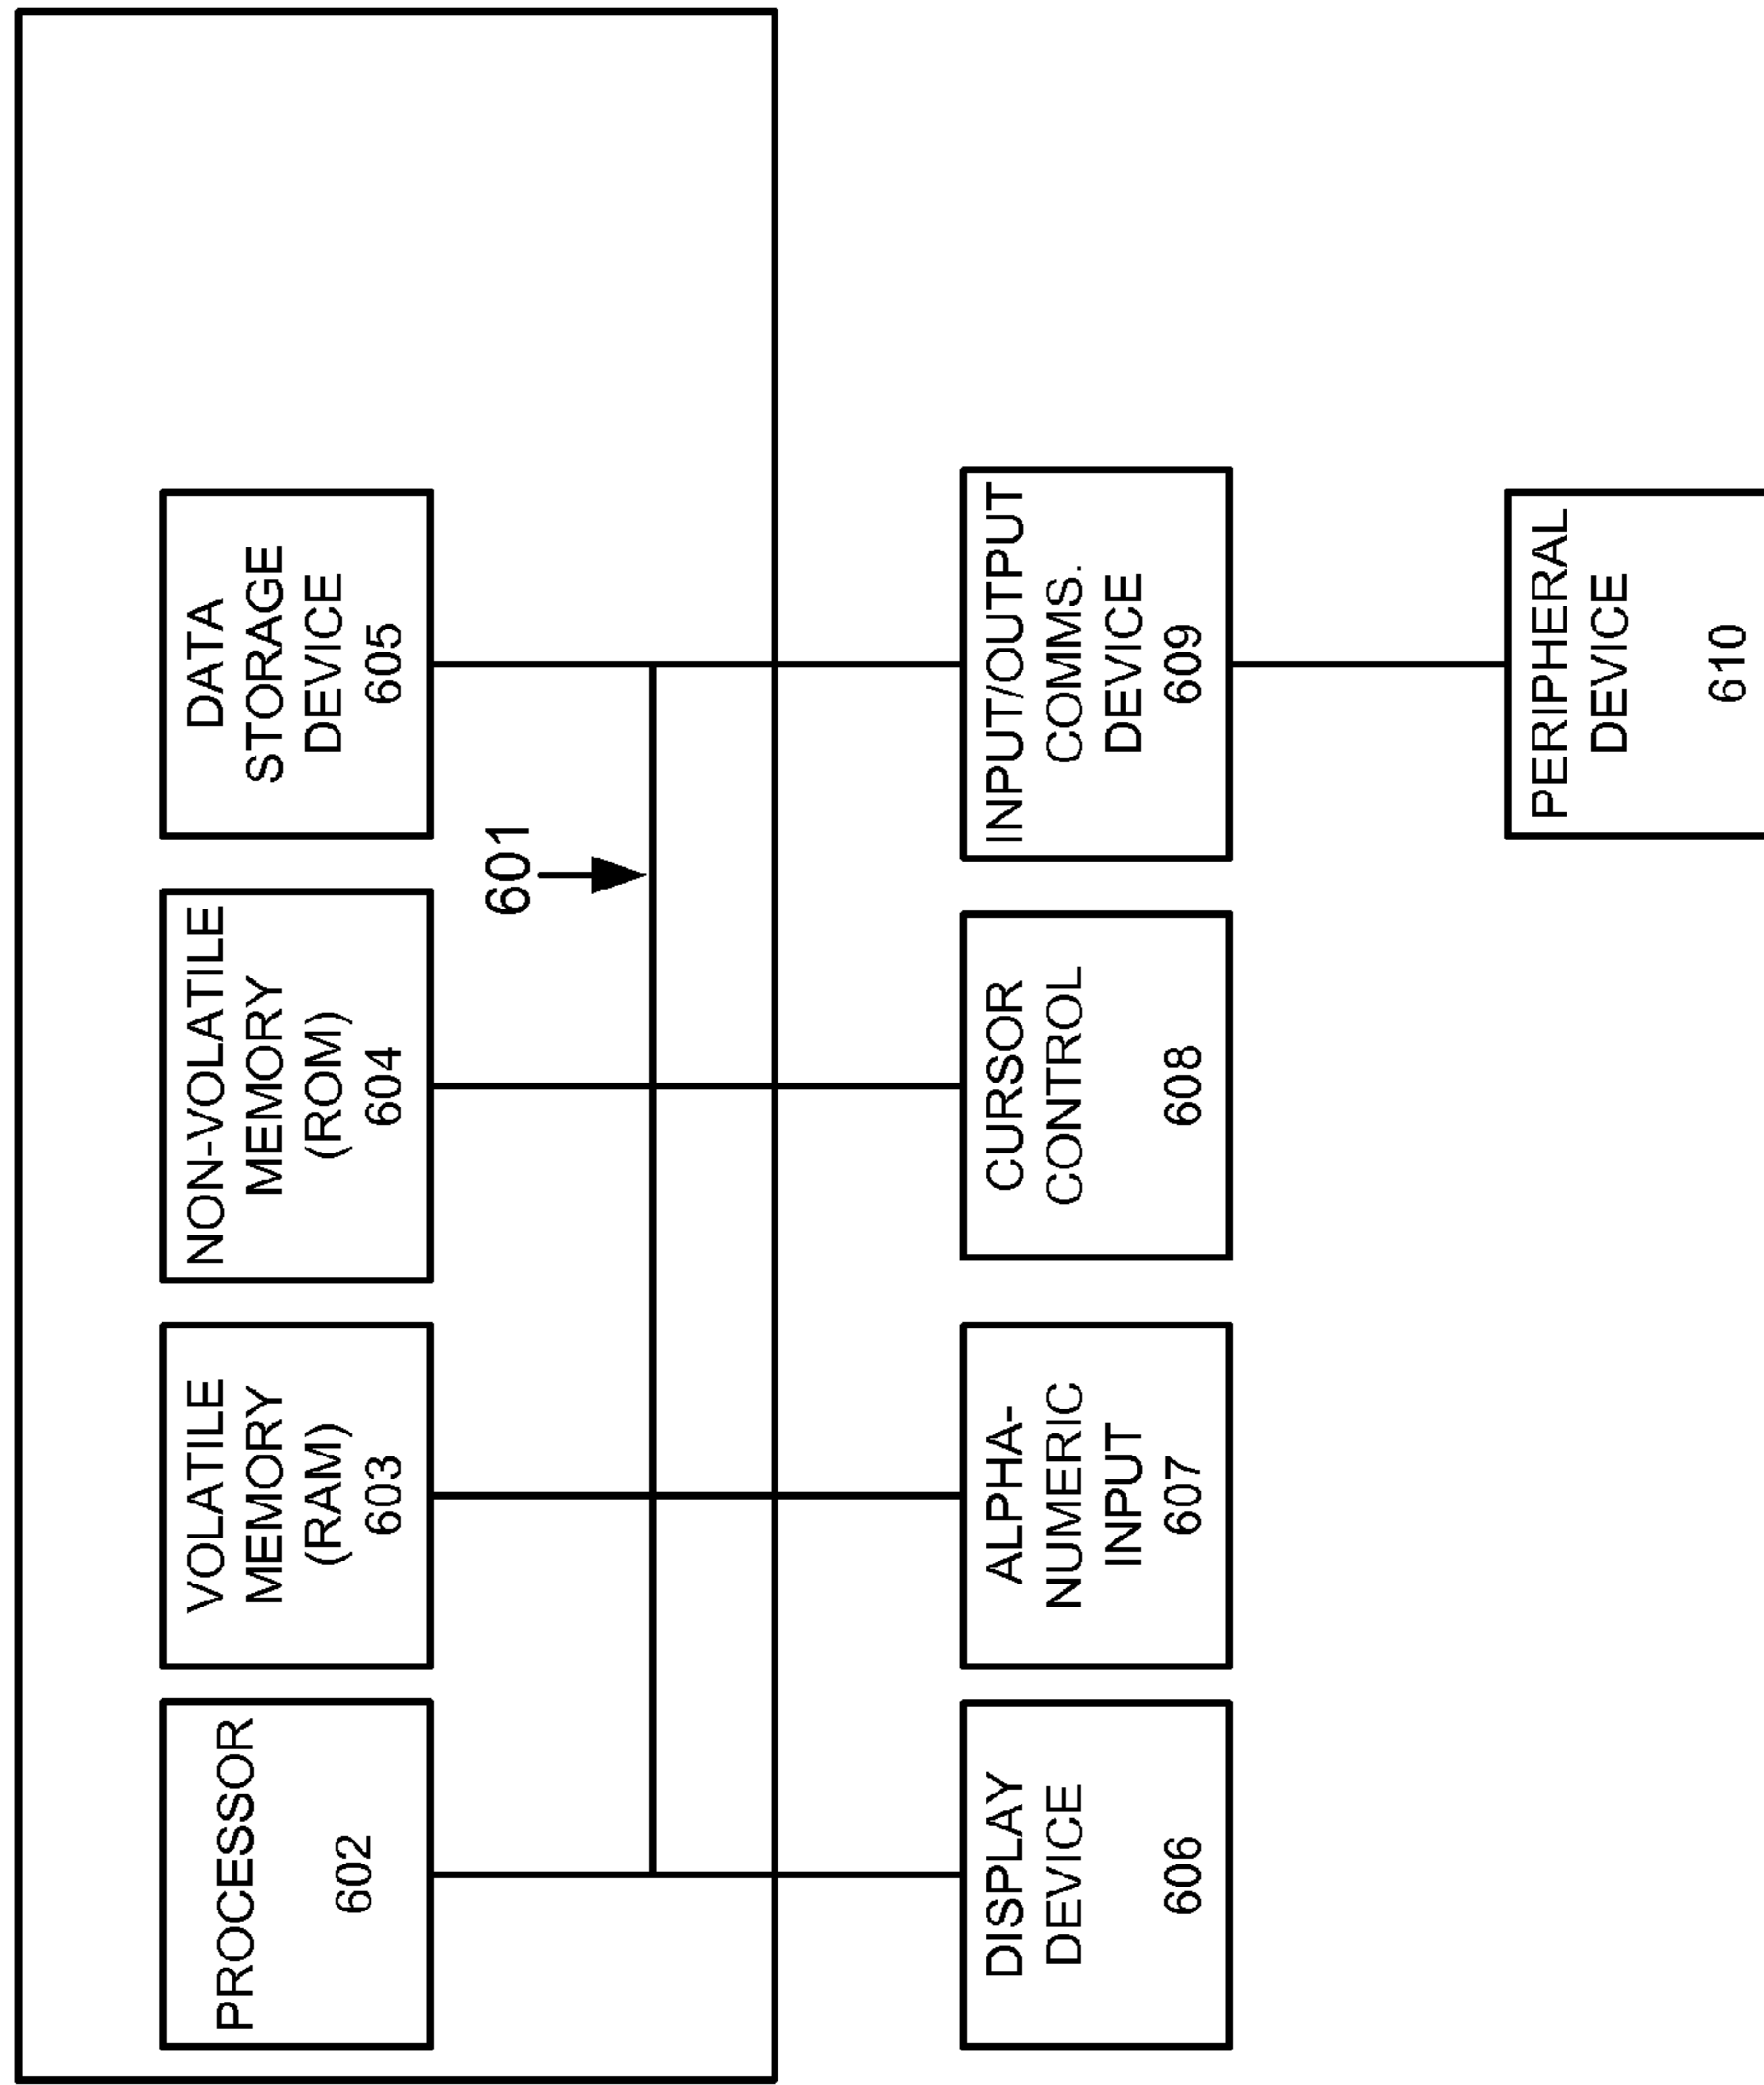 PROCESSOR
602
VOLATILE
MEMORY
(RAM)
603
NON-VOLATILE
MEMORY
(ROM)
604
DATA
STORAGE
DEVICE
605
601
DISPLAY
DEVICE
606
ALPHA-
NUMERIC
INPUT
607
CURSOR
CONTROL
608
INPUT/OUTPUT
COMMS.
DEVICE
609
PERIPHERAL
DEVICE
610